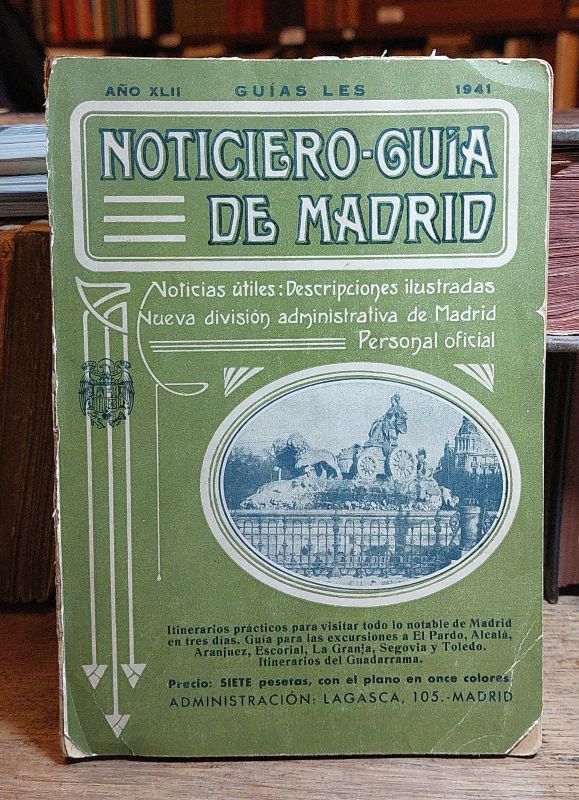 AÑO XLII GUÍAS LES 1941
NOTICIERO-GUÍA
DE MADRID
Noticias útiles: Descripciones ilustradas
Nueva división administrativa de Madrid
Personal oficial
Itinerarios prácticos para visitar todo lo notable de Madrid
en tres días. Guía para las excursiones a El Pardo, Alcalá,
Aranjuez, Escorial, La Granja, Segovia y Toledo.
Itinerarios del Guadarrama.
Precio: SIETE pesetas, con el plano en once colores.
ADMINISTRACIÓN: LAGASCA, 105.-MADRID